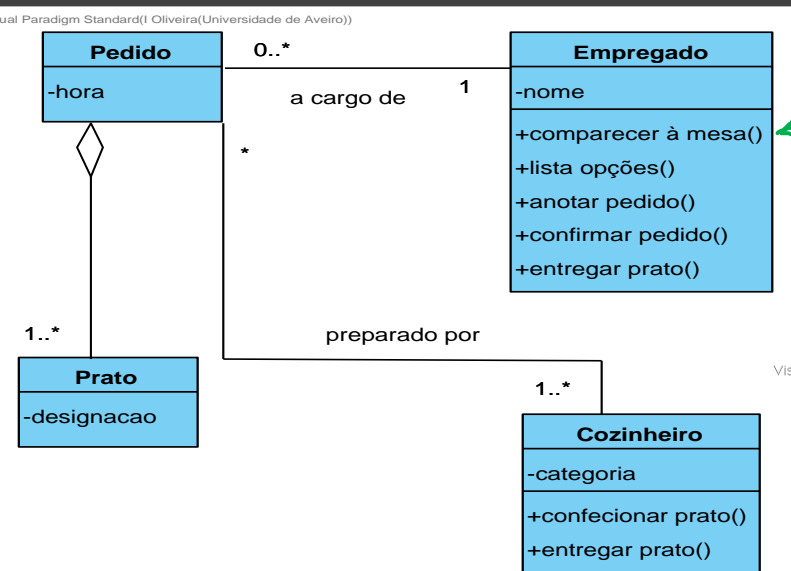 ual Paradigm Standard(I Oliveira(Universidade de Aveiro))
Pedido
-hora
0..*
a cargo de
1
Empregado
-nome
+comparecer à mesa()
+lista opções()
+anotar pedido()
+confirmar pedido()
+entregar prato()
*
1..*
Prato
-designacao
preparado por
1..*
Vis
Cozinheiro
-categoria
+confecionar prato()
+entregar prato()